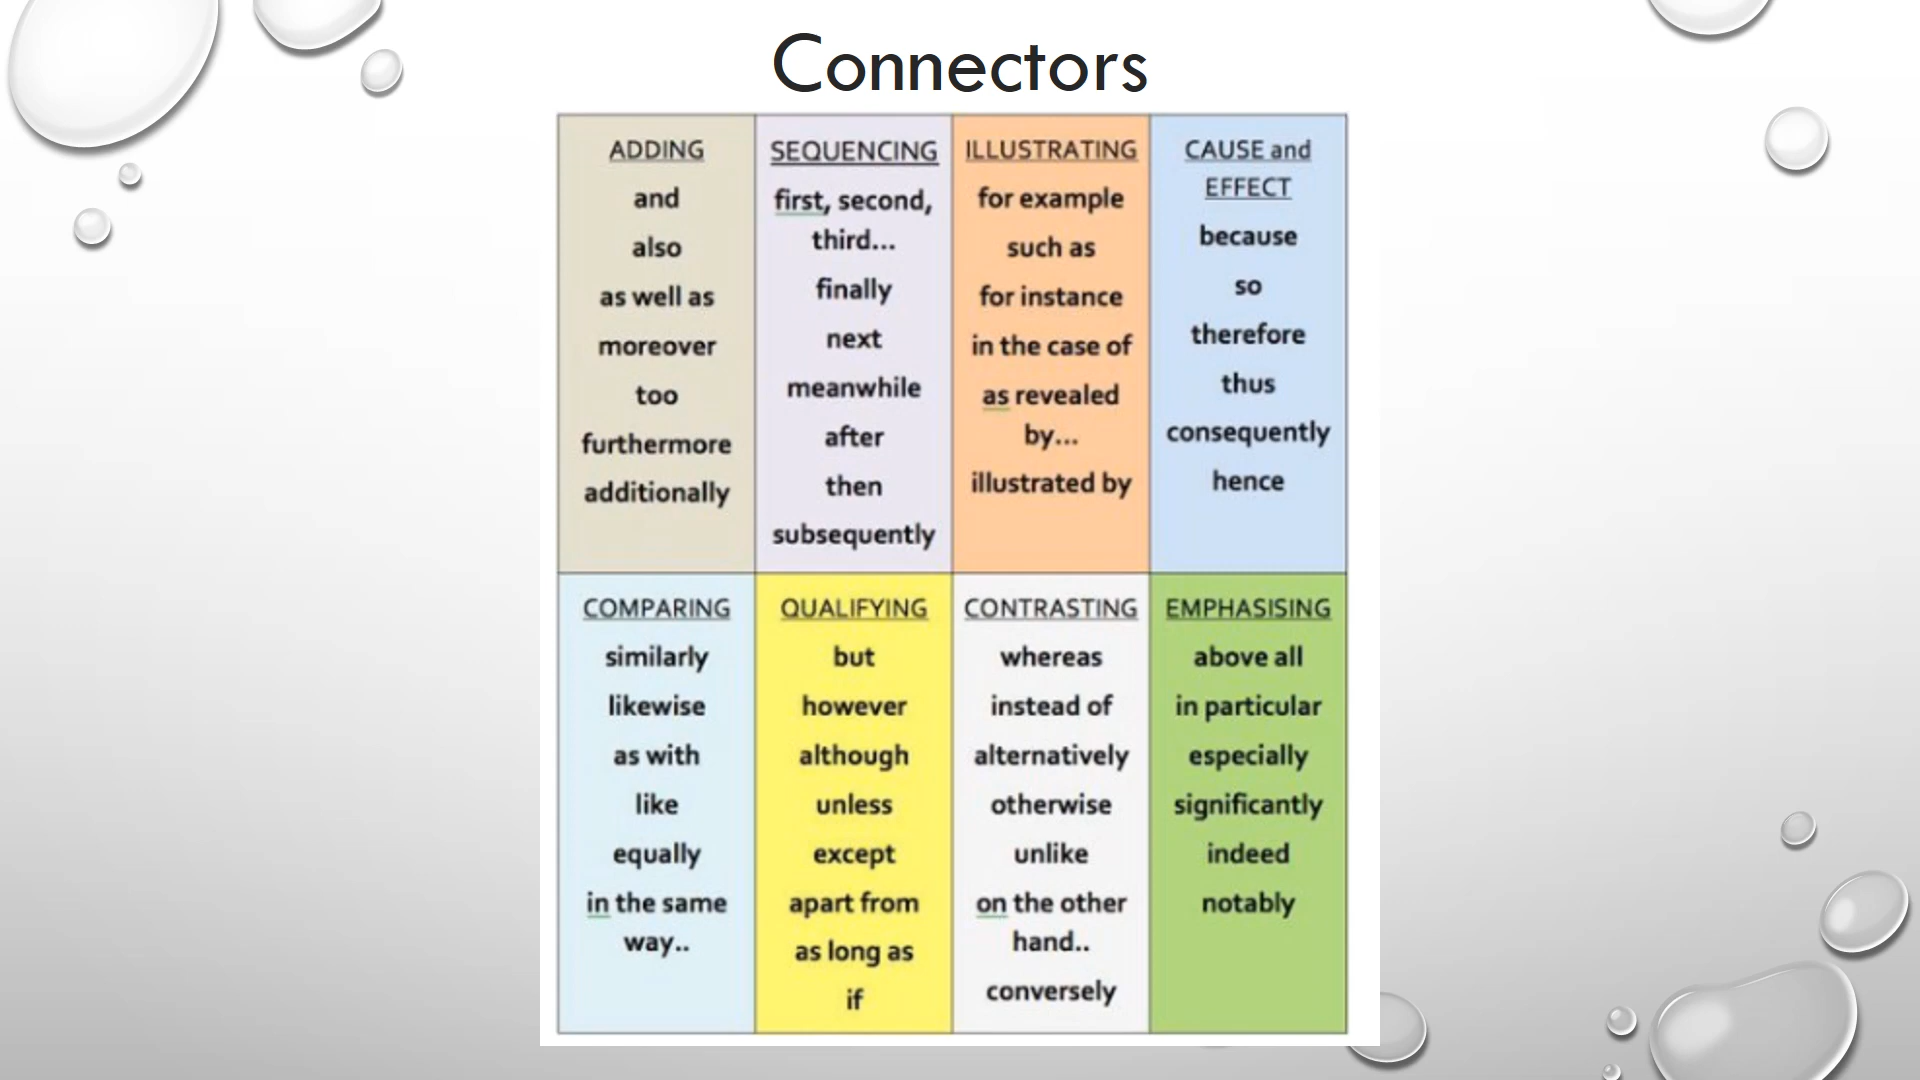 Connectors
ADDING
and
also
as well as
moreover
too
furthermore
additionally
SEQUENCING
first, second,
third...
finally
next
meanwhile
after
then
subsequently
ILLUSTRATING
for example
such as
for instance
in the case of
as revealed
by...
illustrated by
CAUSE and
EFFECT
because
so
therefore
thus
consequently
hence
COMPARING
similarly
likewise
as with
like
equally
in the same
way..
QUALIFYING
but
however
although
unless
except
apart from
as long as
if
CONTRASTING
whereas
instead of
alternatively
otherwise
unlike
on the other
hand..
conversely
EMPHASISING
above all
in particular
especially
significantly
indeed
notably